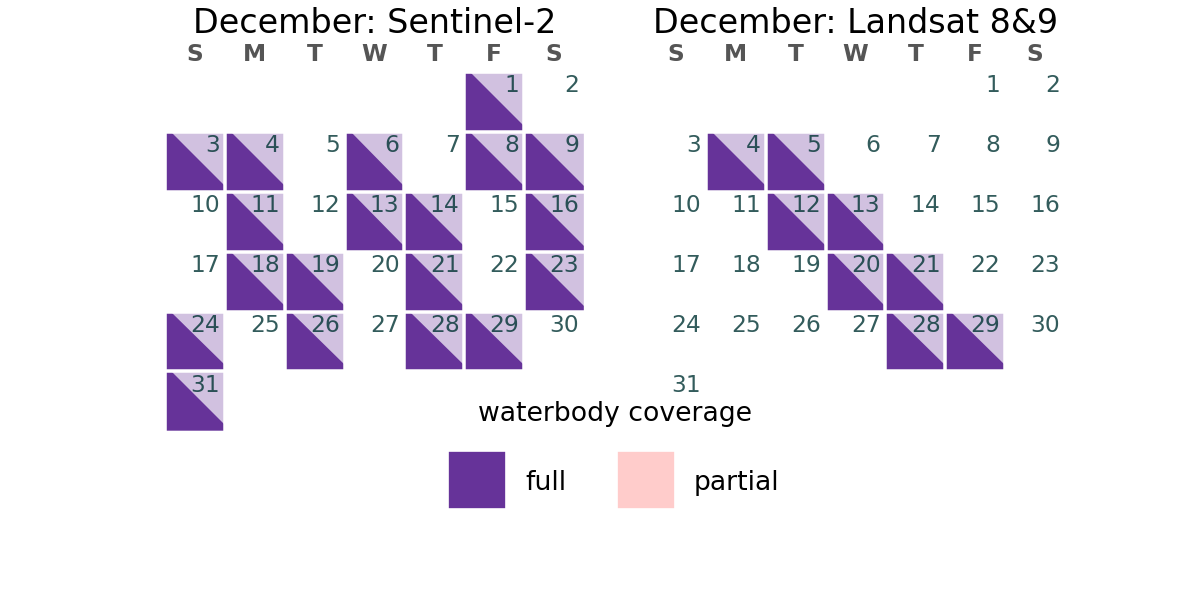 December: Sentinel-2
S M T W T F S
1 2
3 4 5 6 7 8 9
10 11 12 13 14 15 16
17 18 19 20 21 22 23
24 25 26 27 28 29 30
31
December: Landsat 8&9
S M T W T F S
1 2
3 4 5 6 7 8 9
10 11 12 13 14 15 16
17 18 19 20 21 22 23
24 25 26 27 28 29 30
31
waterbody coverage
full partial